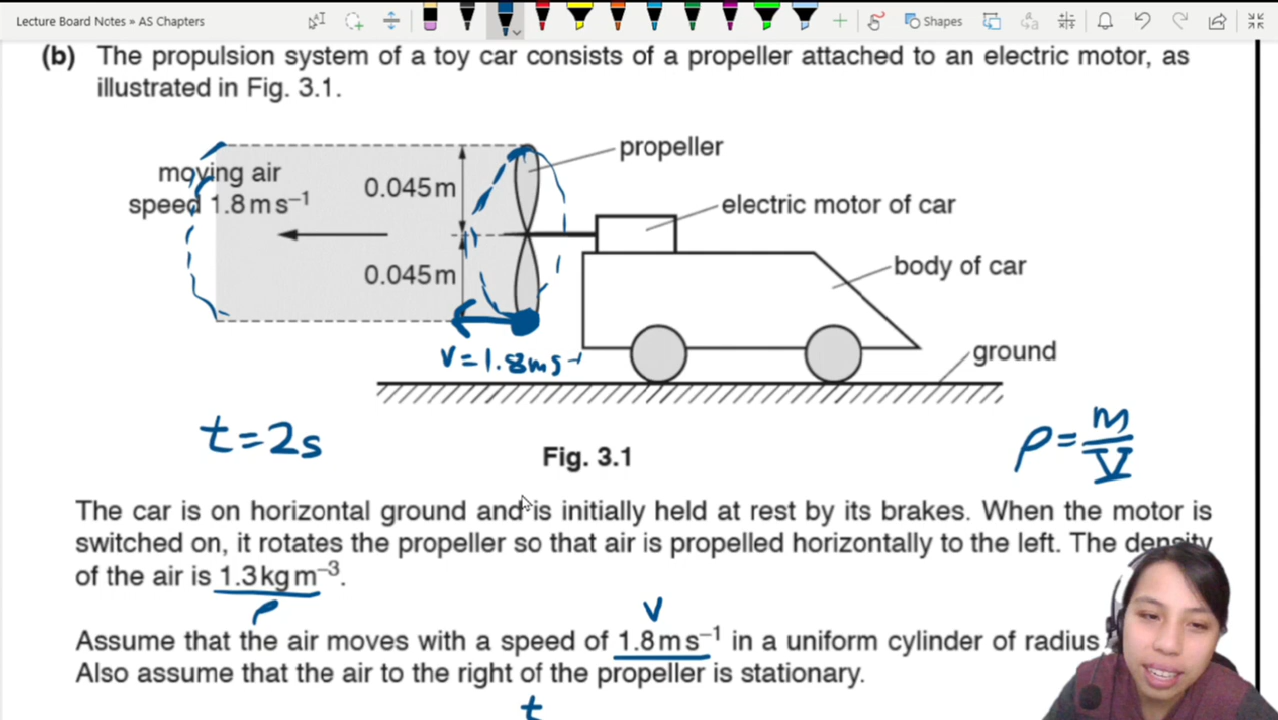 Lecture Board Notes » AS Chapters
Shapes
(b) The propulsion system of a toy car consists of a propeller attached to an electric motor, as
illustrated in Fig. 3.1.
propeller
moving air
speed 1.8 m s⁻¹
0.045 m
electric motor of car
0.045 m
body of car
v = 1.8ms⁻¹
ground
t = 2s
ρ = m/V
Fig. 3.1
The car is on horizontal ground and is initially held at rest by its brakes. When the motor is
switched on, it rotates the propeller so that air is propelled horizontally to the left. The density
of the air is 1.3 kg m⁻³.
ρ
v
Assume that the air moves with a speed of 1.8 m s⁻¹ in a uniform cylinder of radius
Also assume that the air to the right of the propeller is stationary.
t